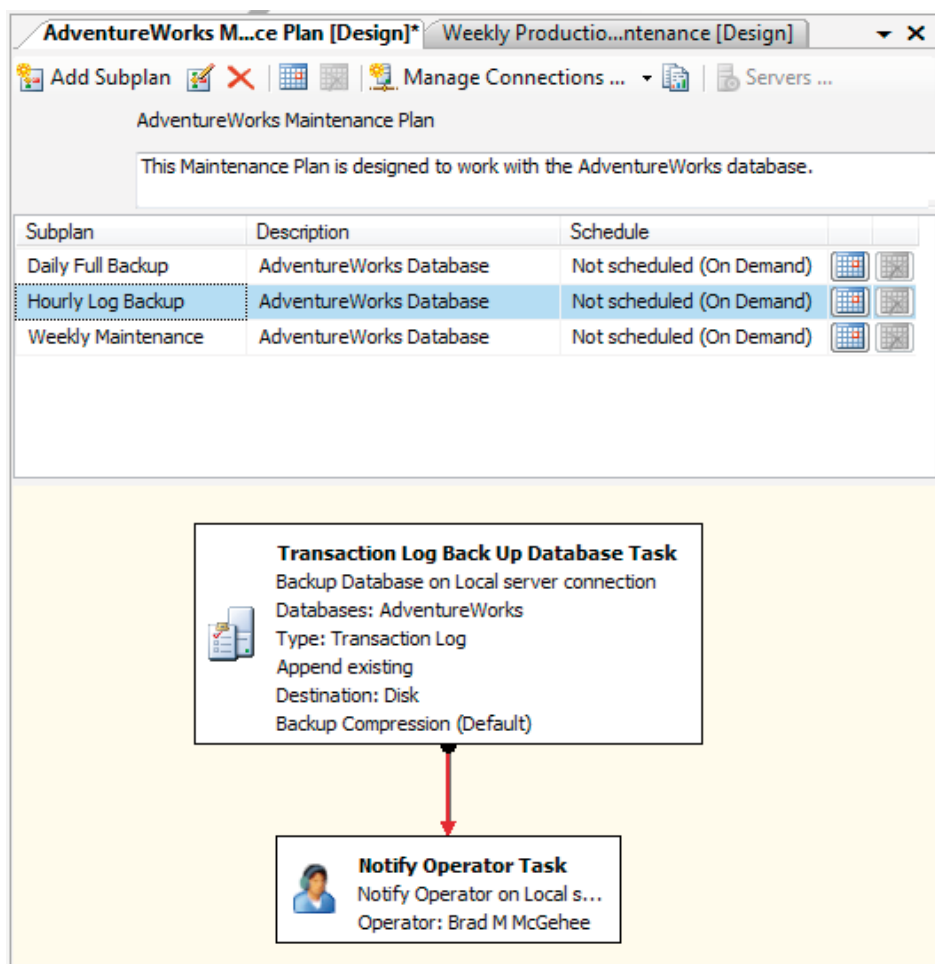 AdventureWorks M...ce Plan [Design]* Weekly Productio...ntenance [Design]
Add Subplan Manage Connections ... Servers ...
AdventureWorks Maintenance Plan
This Maintenance Plan is designed to work with the AdventureWorks database.
Subplan Description Schedule
Daily Full Backup AdventureWorks Database Not scheduled (On Demand)
Hourly Log Backup AdventureWorks Database Not scheduled (On Demand)
Weekly Maintenance AdventureWorks Database Not scheduled (On Demand)
Transaction Log Back Up Database Task
Backup Database on Local server connection
Databases: AdventureWorks
Type: Transaction Log
Append existing
Destination: Disk
Backup Compression (Default)
Notify Operator Task
Notify Operator on Local s...
Operator: Brad M McGehee